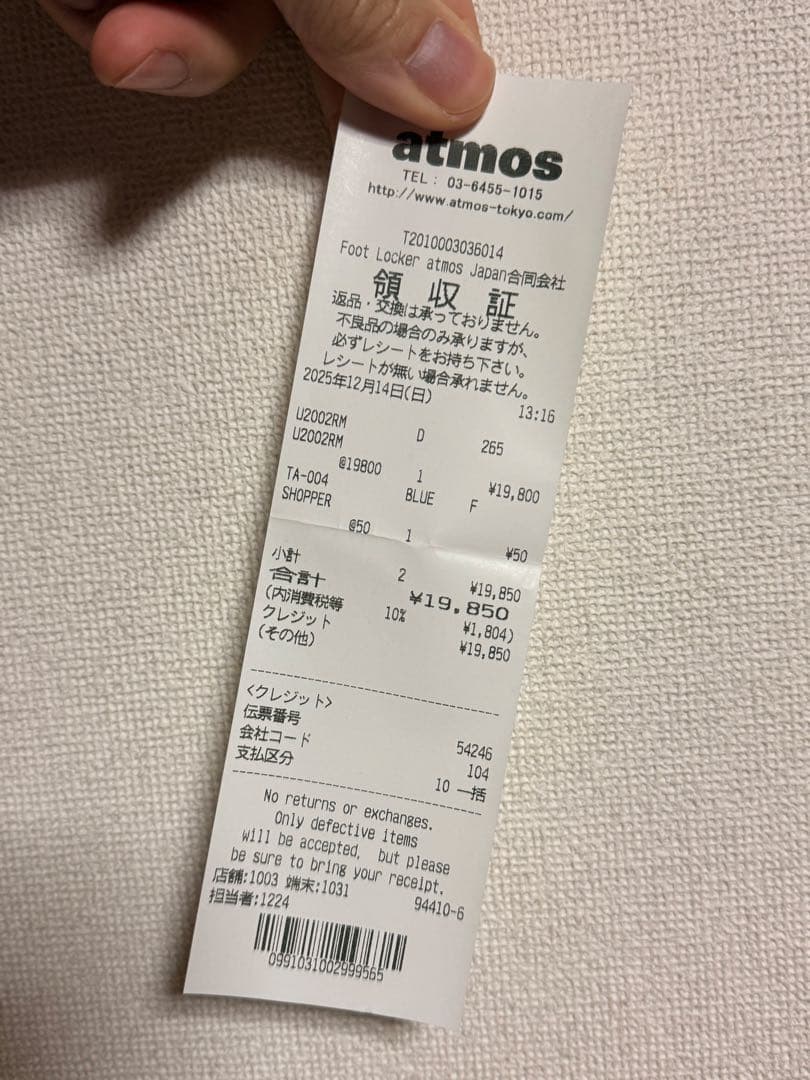 atmos
TEL : 03-6455-1015
http://www.atmos-tokyo.com/
T2010003036014
Foot Locker atmos Japan合同会社
領 収 証
返品・交換は承っておりません。
不良品の場合のみ承りますが、
必ずレシートをお持ち下さい。
レシートが無い場合承れません。
2025年12月14日(日) 13:16
U2002RM
U2002RM D 265
@19800 1 ¥19,800
TA-004
SHOPPER BLUE F
@50 1 ¥50
小計 2 ¥19,850
合計 ¥19,850
(内消費税等 10% ¥1,804)
クレジット ¥19,850
(その他)
<クレジット>
伝票番号 54246
会社コード 104
支払区分 10 一括
No returns or exchanges.
Only defective items
will be accepted, but please
be sure to bring your receipt.
店舗:1003 端末:1031 94410-6
担当者:1224
0991031002999565